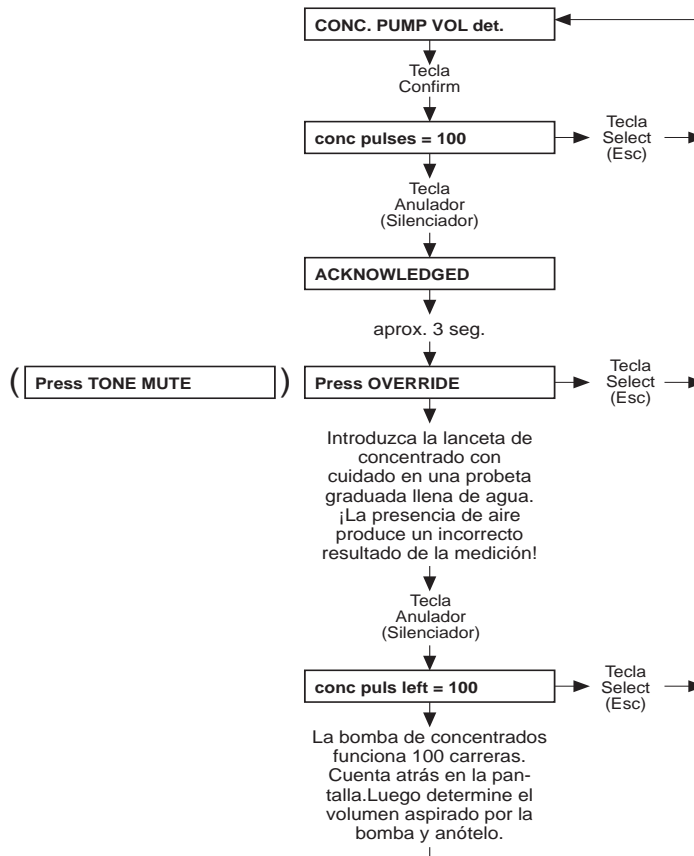 CONC. PUMP VOL det.
Tecla
Confirm
conc pulses = 100
Tecla
Select
(Esc)
Tecla
Anulador
(Silenciador)
ACKNOWLEDGED
aprox. 3 seg.
( Press TONE MUTE )
Press OVERRIDE
Tecla
Select
(Esc)
Introduzca la lanceta de
concentrado con
cuidado en una probeta
graduada llena de agua.
¡La presencia de aire
produce un incorrecto
resultado de la medición!
Tecla
Anulador
(Silenciador)
conc puls left = 100
Tecla
Select
(Esc)
La bomba de concentrados
funciona 100 carreras.
Cuenta atrás en la pan-
talla.Luego determine el
volumen aspirado por la
bomba y anótelo.